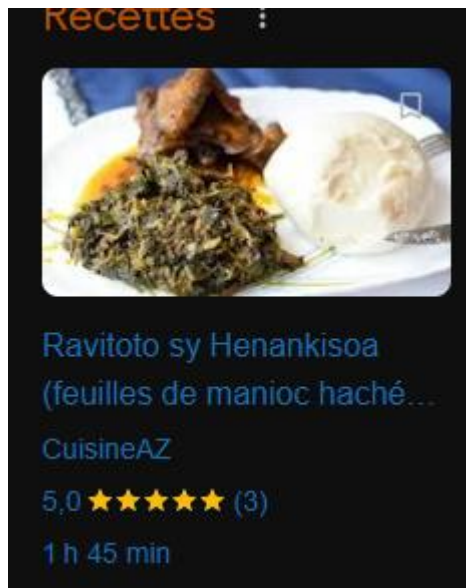 Recettes
Ravitoto sy Henankisoa
(feuilles de manioc haché...
CuisineAZ
5,0 ★★★★★ (3)
1 h 45 min